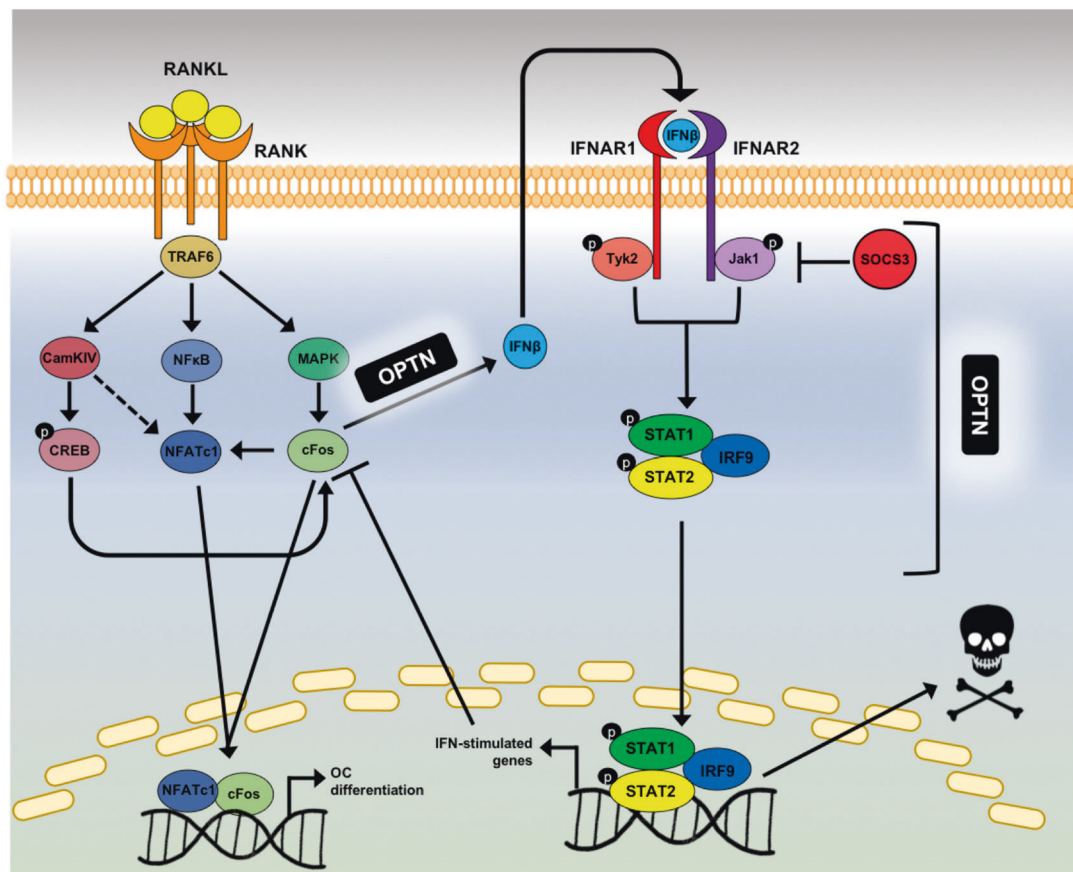 RANKL
RANK
IFNAR1
IFNβ
IFNAR2
TRAF6
p
Tyk2
p
Jak1
SOCS3
CamKIV
NFκB
MAPK
OPTN
IFNβ
OPTN
p
CREB
NFATc1
cFos
p
STAT1
p
STAT2
IRF9
IFN-stimulated
genes
p
STAT1
p
STAT2
IRF9
NFATc1
cFos
OC
differentiation